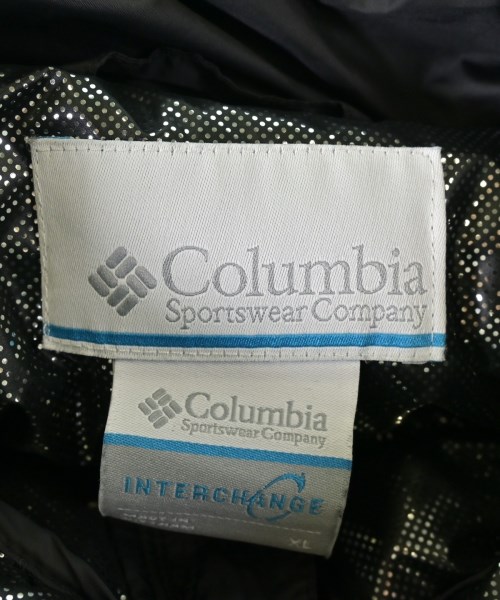 Columbia
Sportswear Company
Columbia
Sportswear Company
INTERCHANGE
XL